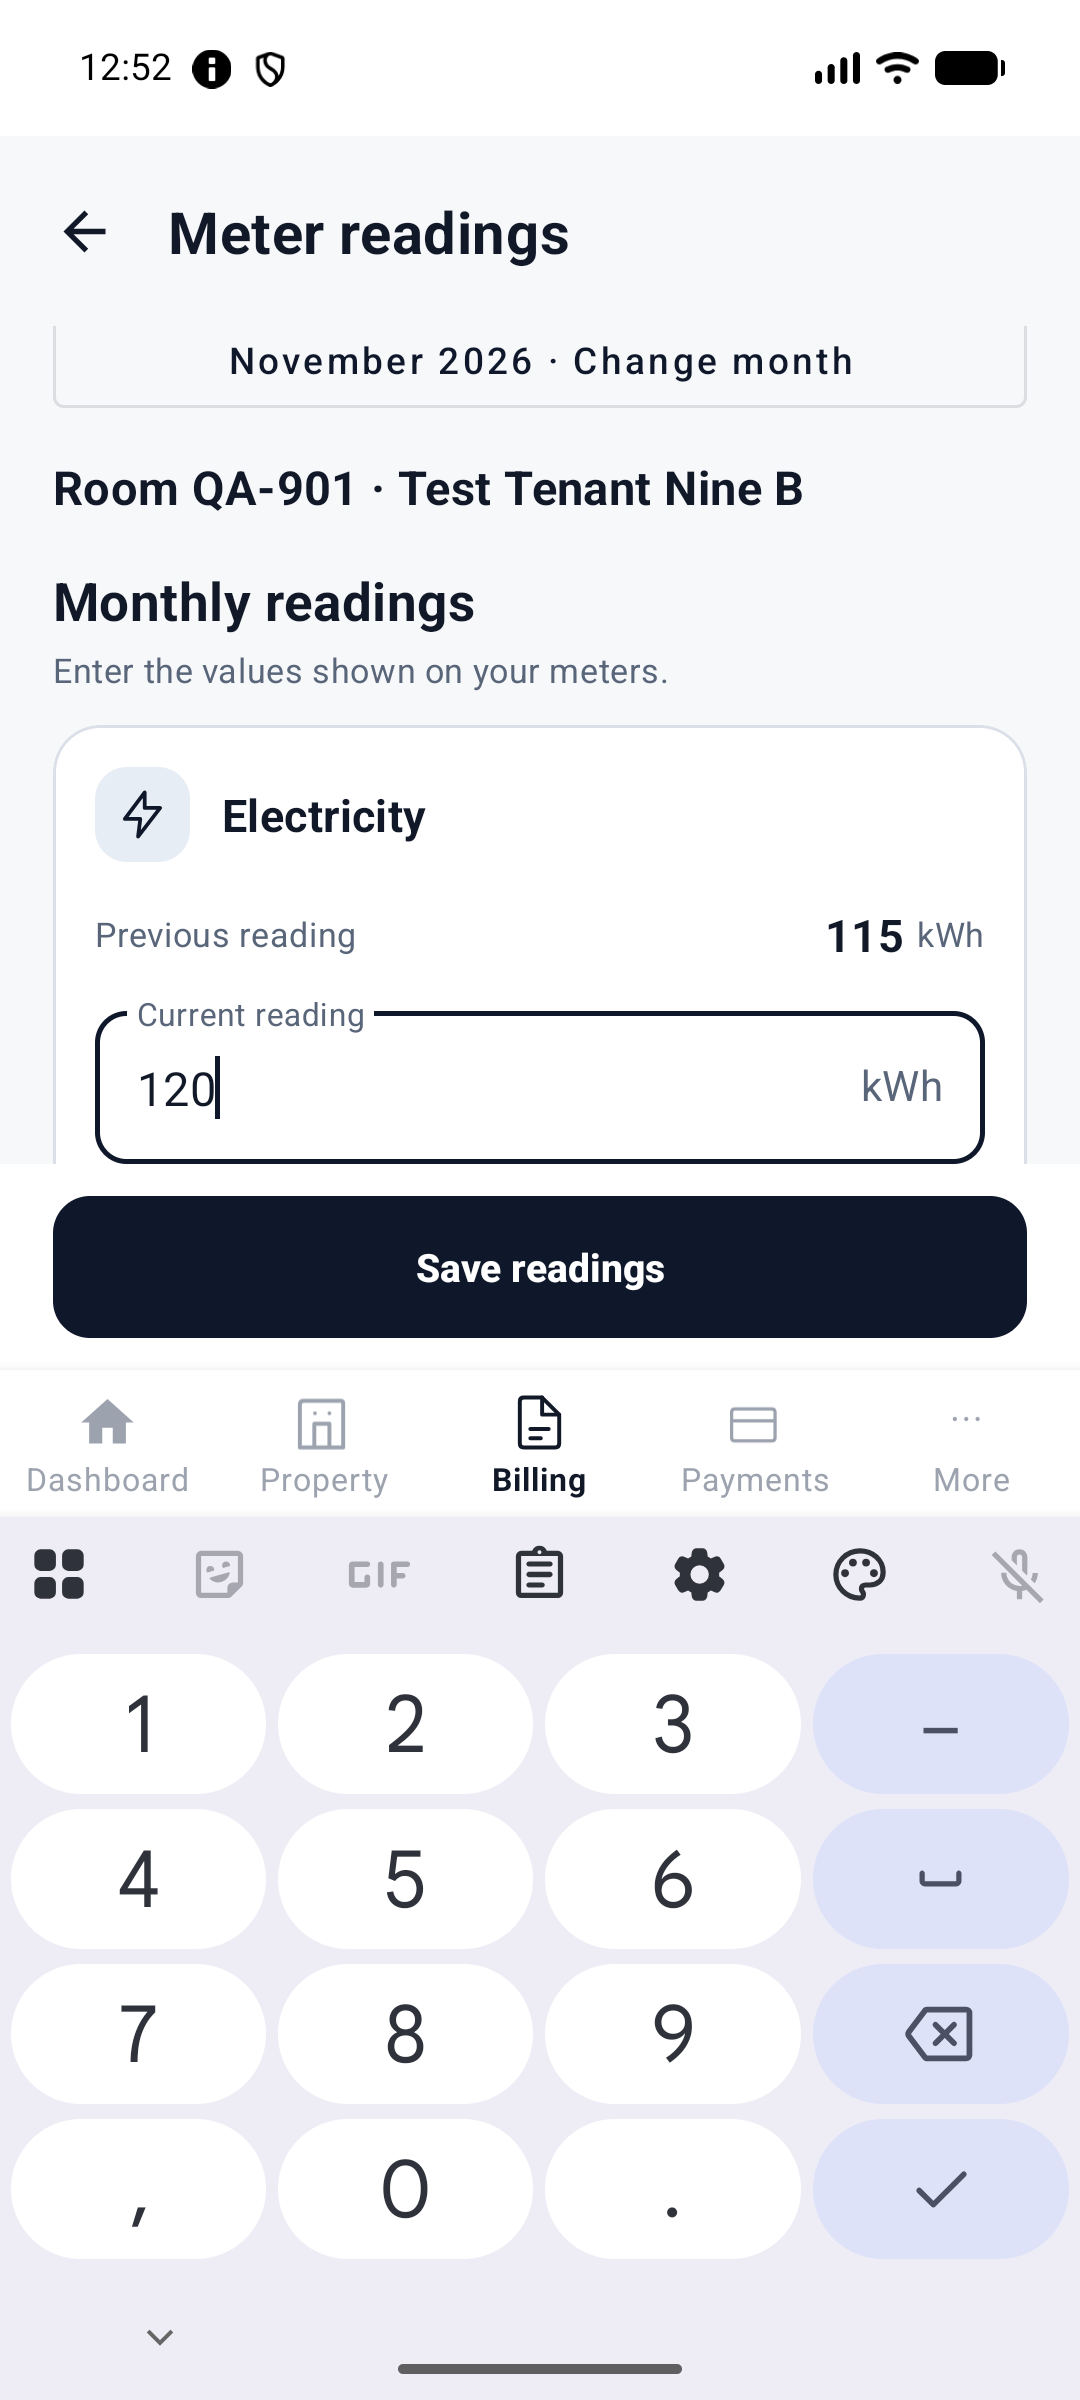 12:52
Meter readings
November 2026 · Change month
Room QA-901 · Test Tenant Nine B
Monthly readings
Enter the values shown on your meters.
Electricity
Previous reading 115 kWh
Current reading
120 kWh
Save readings
Dashboard Property Billing Payments More
GIF
1 2 3 –
4 5 6
7 8 9
, 0 .